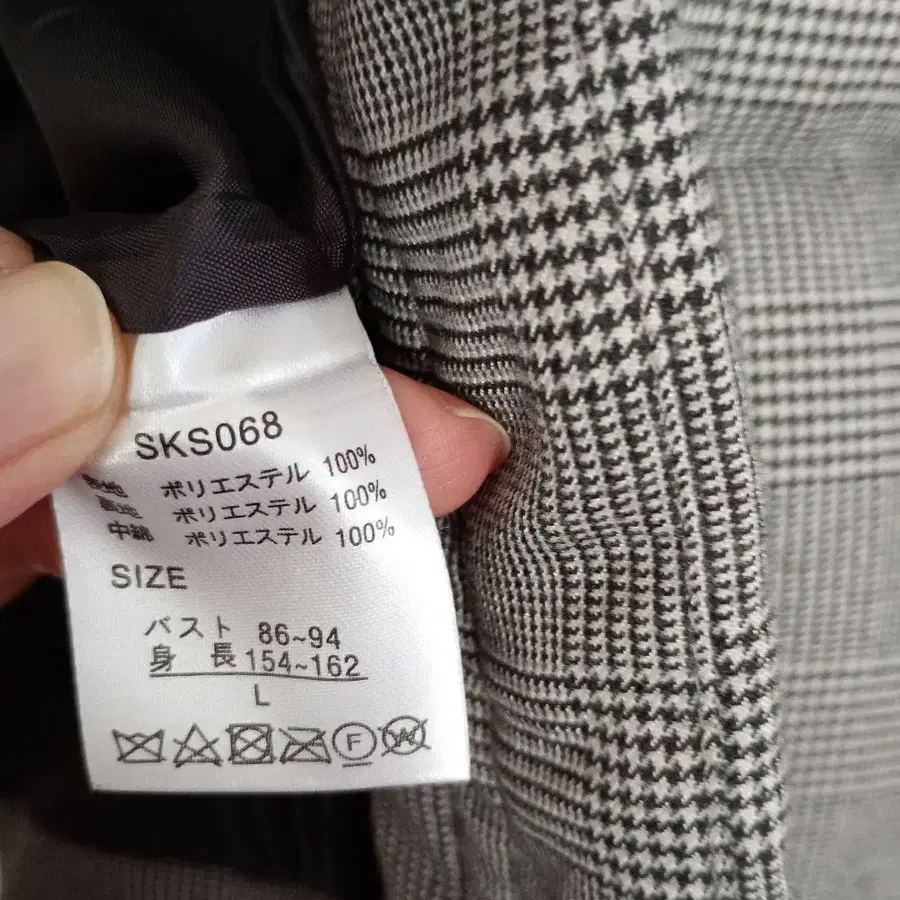 SKS068
表地 ポリエステル 100%
裏地 ポリエステル 100%
中綿 ポリエステル 100%
SIZE
バスト 86~94
身 長 154~162
L
F W